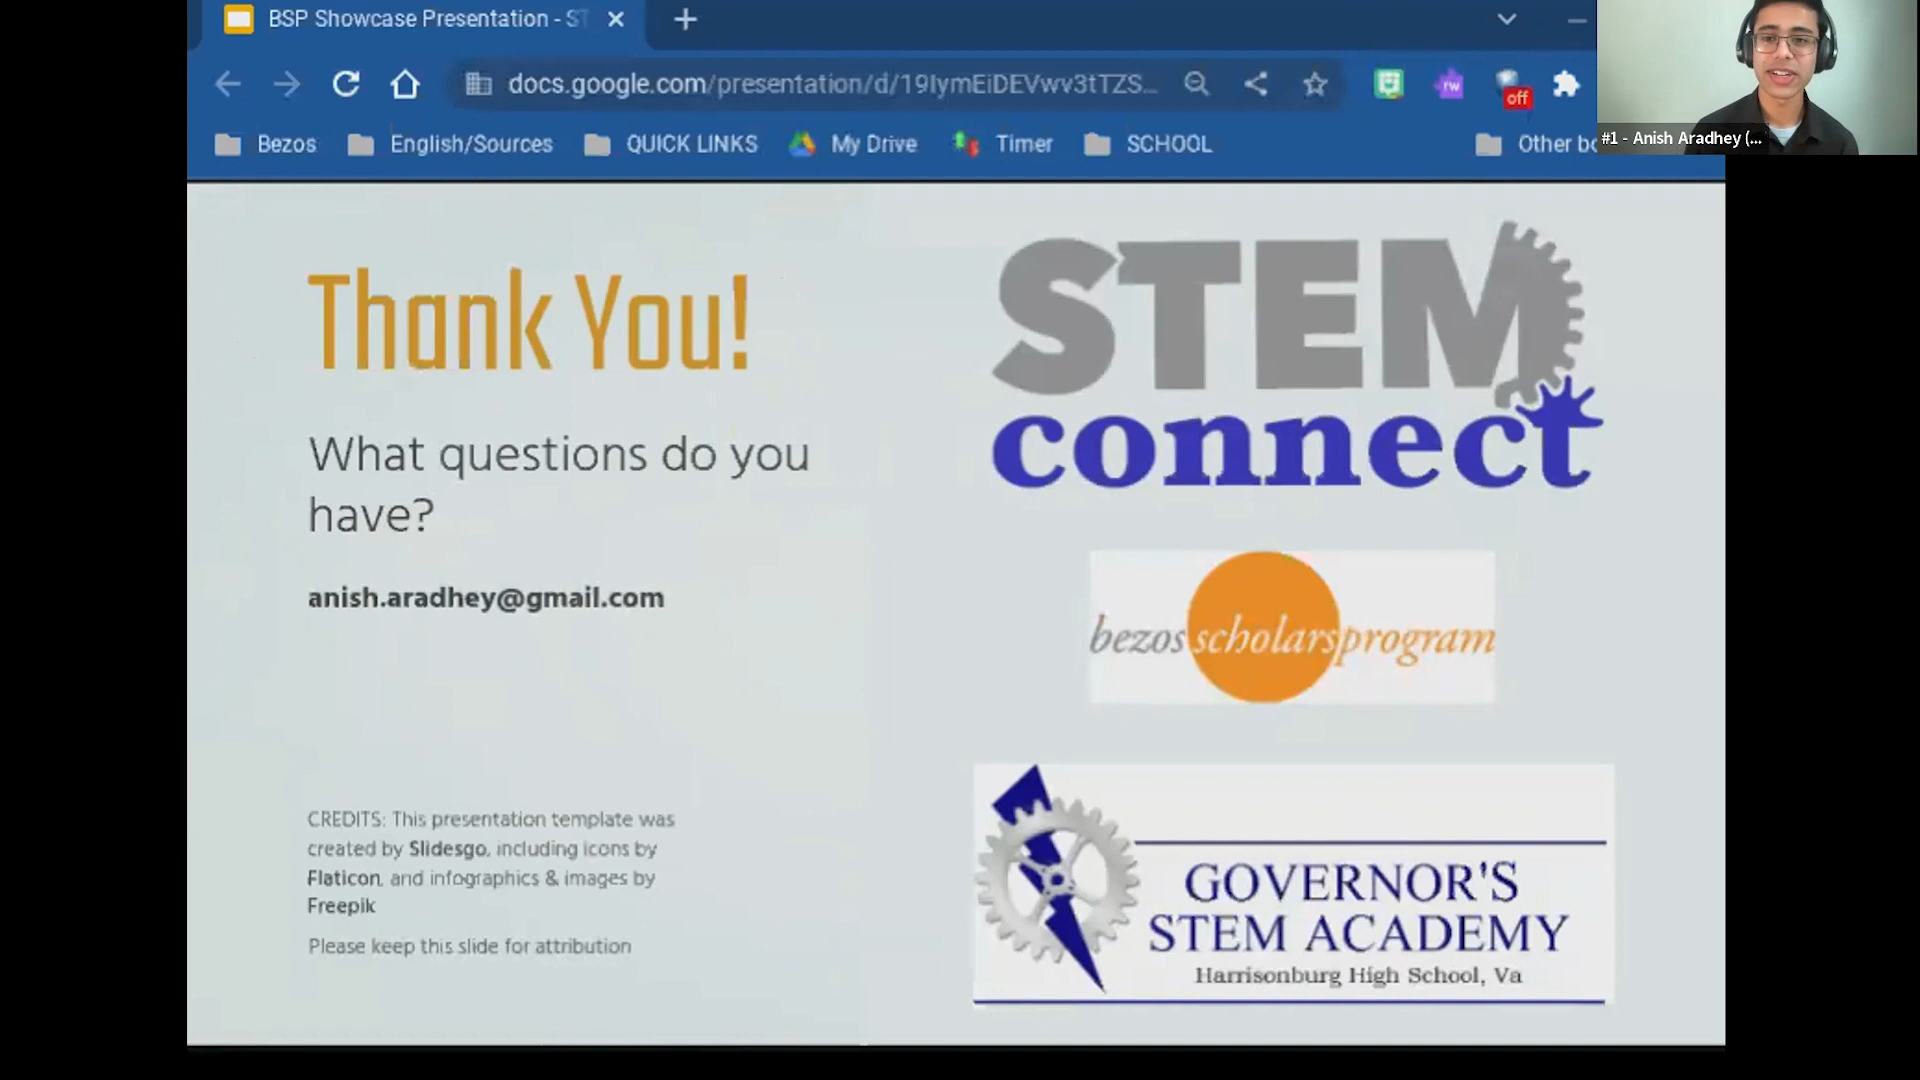 BSP Showcase Presentation - ST
docs.google.com/presentation/d/19IymEiDEVwv3tTZS...
rw
off
Bezos
English/Sources
QUICK LINKS
My Drive
Timer
SCHOOL
Other bo
#1 - Anish Aradhey (...
Thank You!
What questions do you
have?
anish.aradhey@gmail.com
CREDITS: This presentation template was
created by Slidesgo, including icons by
Flaticon, and infographics & images by
Freepik
Please keep this slide for attribution
STEM
connect
bezos scholars program
GOVERNOR'S
STEM ACADEMY
Harrisonburg High School, Va